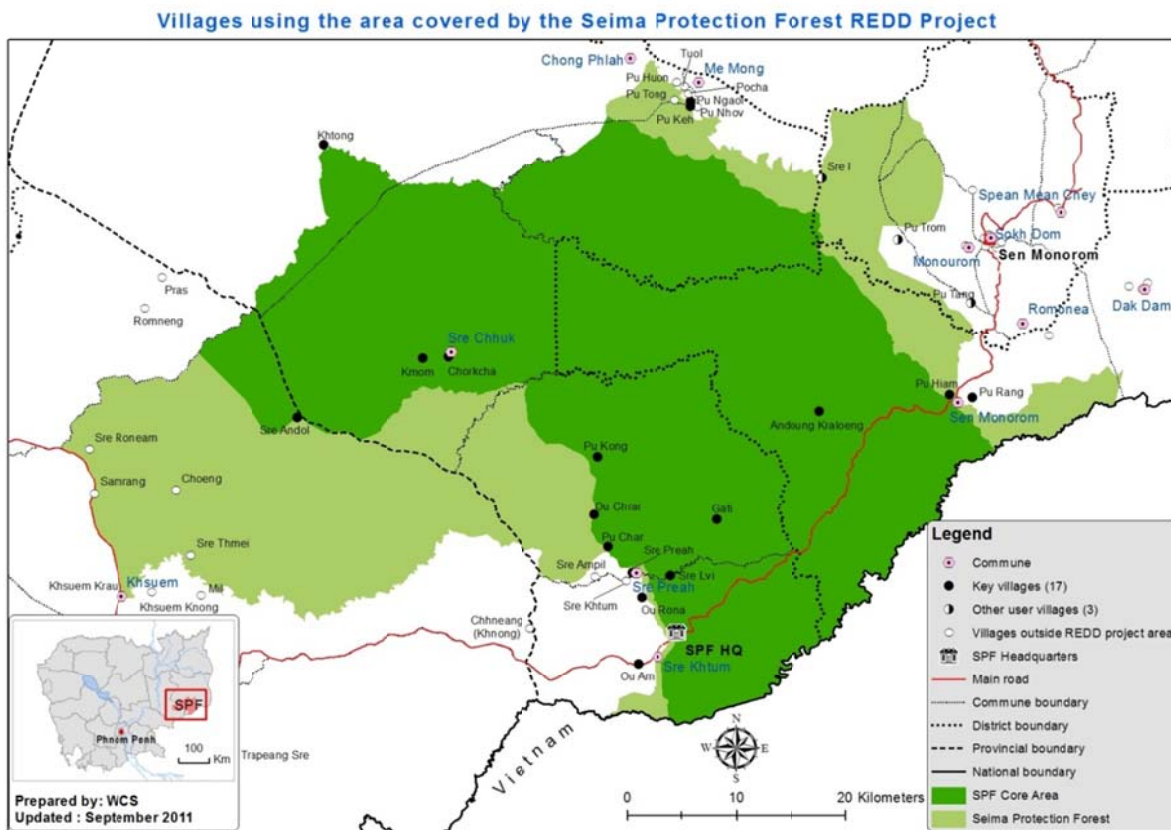 Villages using the area covered by the Seima Protection Forest REDD Project
Chong Phlah
Tuol
Me Mong
Pu Huon
Pocha
Pu Tong
Pu Ngaol
Pu Nhov
Pu Keh
Khtong
Sre I
Spean Mean Chey
Pu Trom
Sokh Dom
Monourom
Sen Monorom
Pras
Pu Tang
Dak Dam
Romneng
Romonea
Sre Chhuk
Kmom
Chorkcha
Pu Hiam
Pu Rang
Sen Monorom
Andoung Kraloeng
Sre Andol
Sre Roneam
Pu Kong
Samrang
Choeng
Gati
Pu Char
Sre Preah
Sre Thmei
Sre Ampil
Sre Lvi
Khsuem Krau
Khsuem
Mil
Sre Preah
Khsuem Knong
Sre Khtum
Ou Rona
Chhneang
(Khnong)
SPF HQ
Sre Khtum
Ou Am
Vietnam
Trapeang Sre
N
W
E
S
0
10
20 Kilometers
SPF
Phnom Penh
100
Km
Prepared by: WCS
Updated : September 2011
Legend
Commune
Key villages (17)
Other user villages (3)
Villages outside REDD project area
SPF Headquarters
Main road
Commune boundary
District boundary
Provincial boundary
National boundary
SPF Core Area
Seima Protection Forest